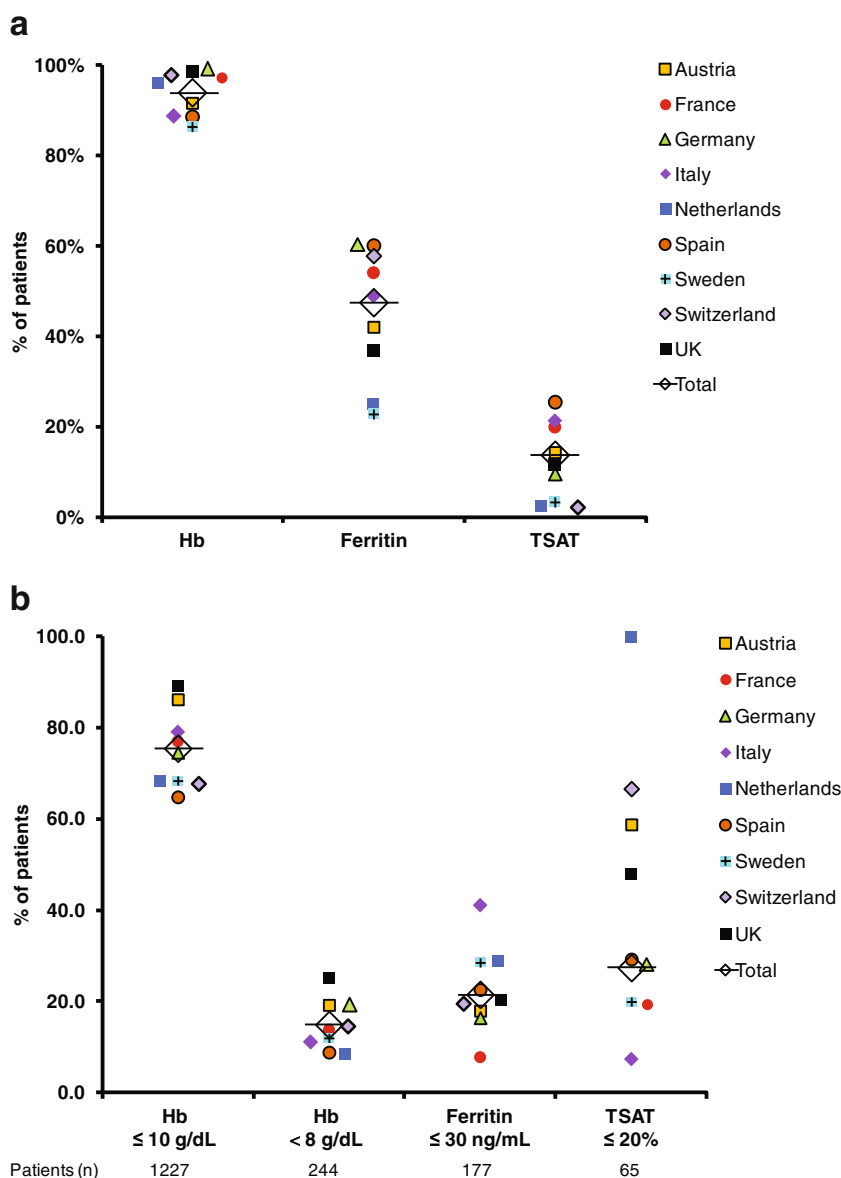 a
100%
80%
60%
40%
20%
0%
% of patients
Hb Ferritin TSAT
Austria
France
Germany
Italy
Netherlands
Spain
Sweden
Switzerland
UK
Total
b
100.0
80.0
60.0
40.0
20.0
0.0
% of patients
Hb Hb Ferritin TSAT
≤ 10 g/dL < 8 g/dL ≤ 30 ng/mL ≤ 20%
Patients (n) 1227 244 177 65
Austria
France
Germany
Italy
Netherlands
Spain
Sweden
Switzerland
UK
Total